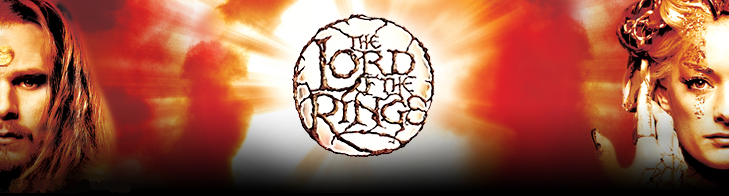 THE
LORD
OF THE
RINGS